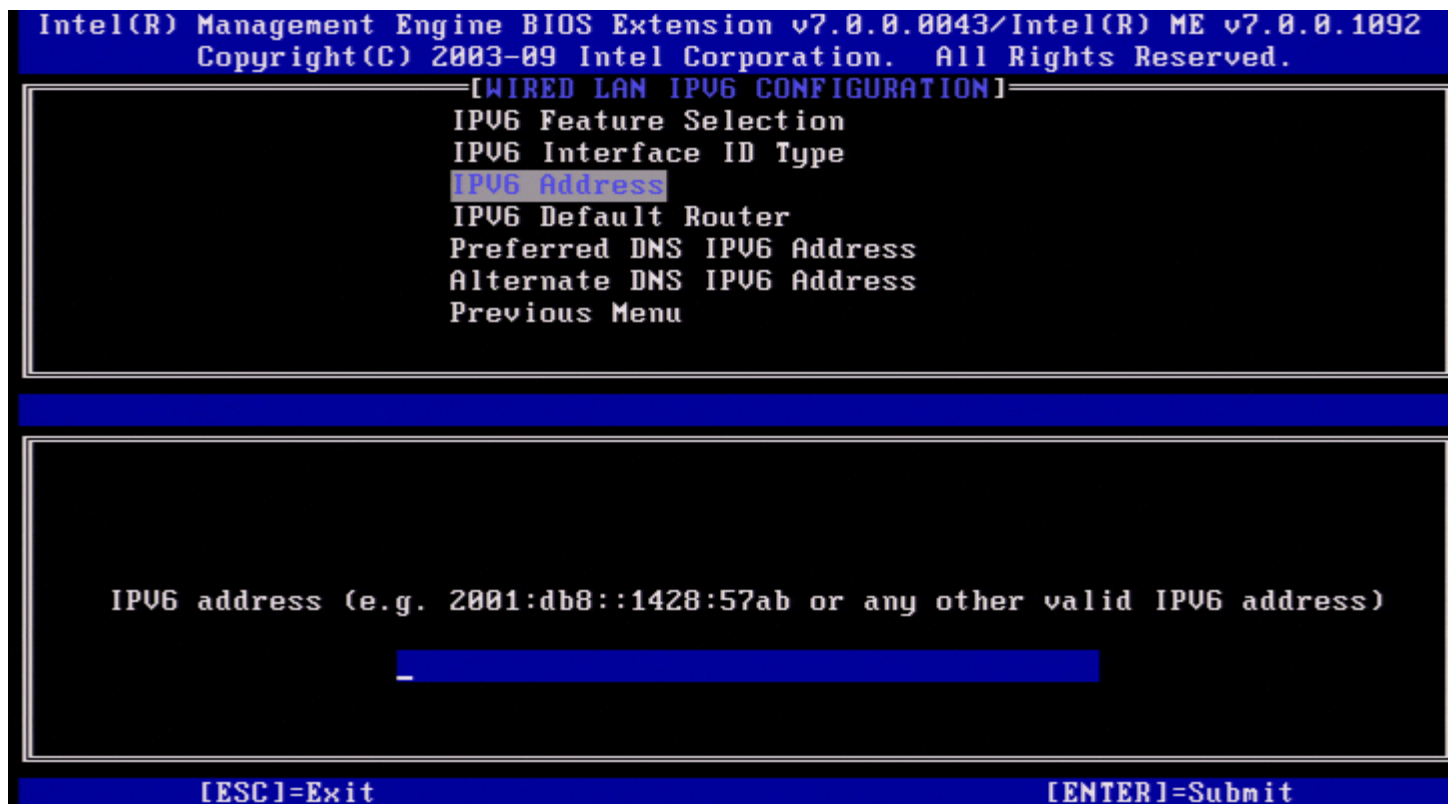 Intel(R) Management Engine BIOS Extension v7.0.0.0043/Intel(R) ME v7.0.0.1092
Copyright(C) 2003-09 Intel Corporation. All Rights Reserved.
[WIRED LAN IPV6 CONFIGURATION]
IPV6 Feature Selection
IPV6 Interface ID Type
IPV6 Address
IPV6 Default Router
Preferred DNS IPV6 Address
Alternate DNS IPV6 Address
Previous Menu
IPV6 address (e.g. 2001:db8::1428:57ab or any other valid IPV6 address)
[ESC]=Exit [ENTER]=Submit